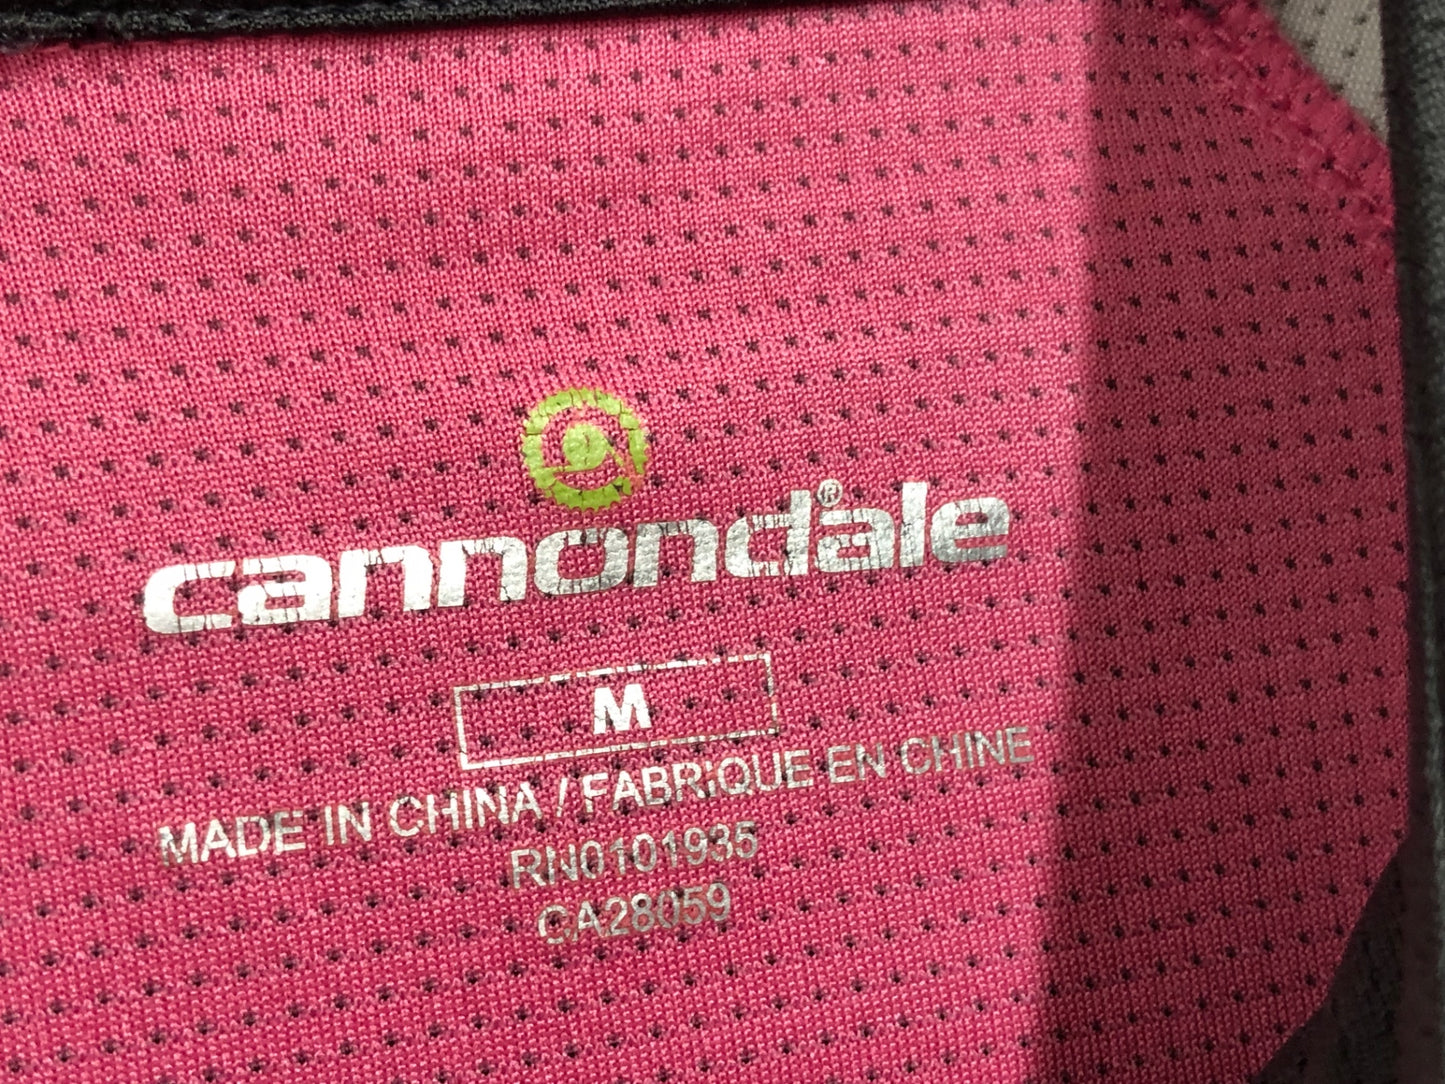 cannondale®
M
MADE IN CHINA / FABRIQUE EN CHINE
RN0101935
CA28059